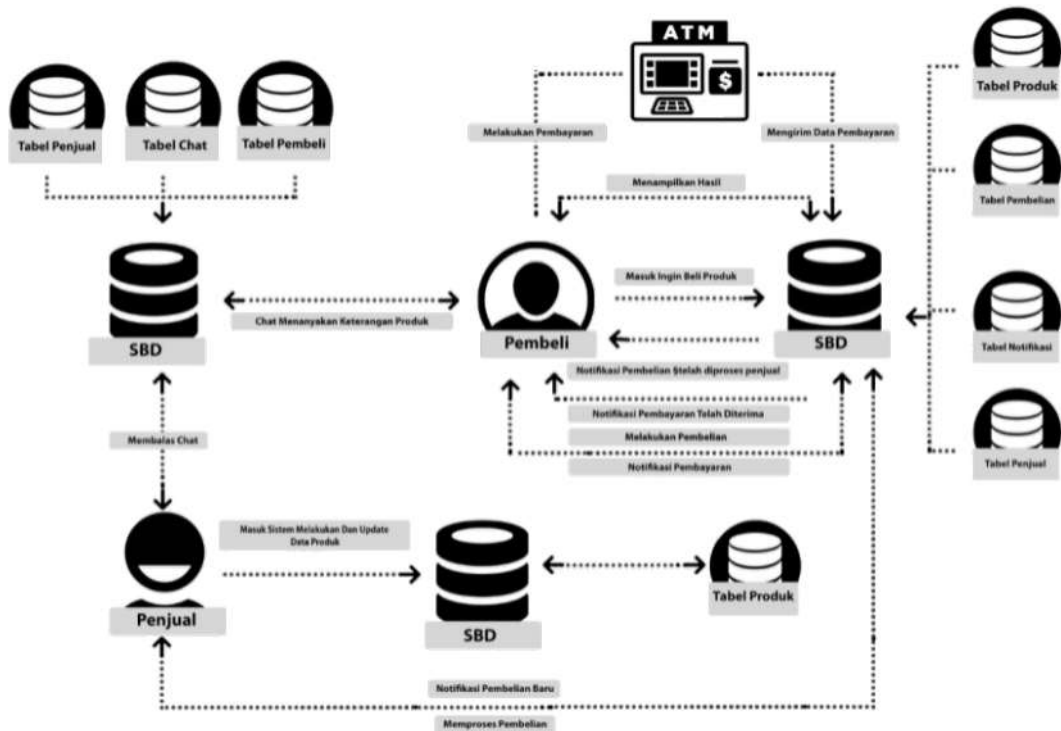 ATM
$
Tabel Produk
Tabel Penjual
Tabel Chat
Tabel Pembeli
Melakukan Pembayaran
Mengirim Data Pembayaran
Menampilkan Hasil
Tabel Pembelian
Masuk Ingin Beli Produk
Chat Menanyakan Keterangan Produk
SBD
Pembeli
SBD
Tabel Notifikasi
Notifikasi Pembelian Stelah diproses penjual
Notifikasi Pembayaran Telah Diterima
Melakukan Pembelian
Notifikasi Pembayaran
Tabel Penjual
Membalas Chat
Masuk Sistem Melakukan Dan Update
Data Produk
Penjual
SBD
Tabel Produk
Notifikasi Pembelian Baru
Memproses Pembelian